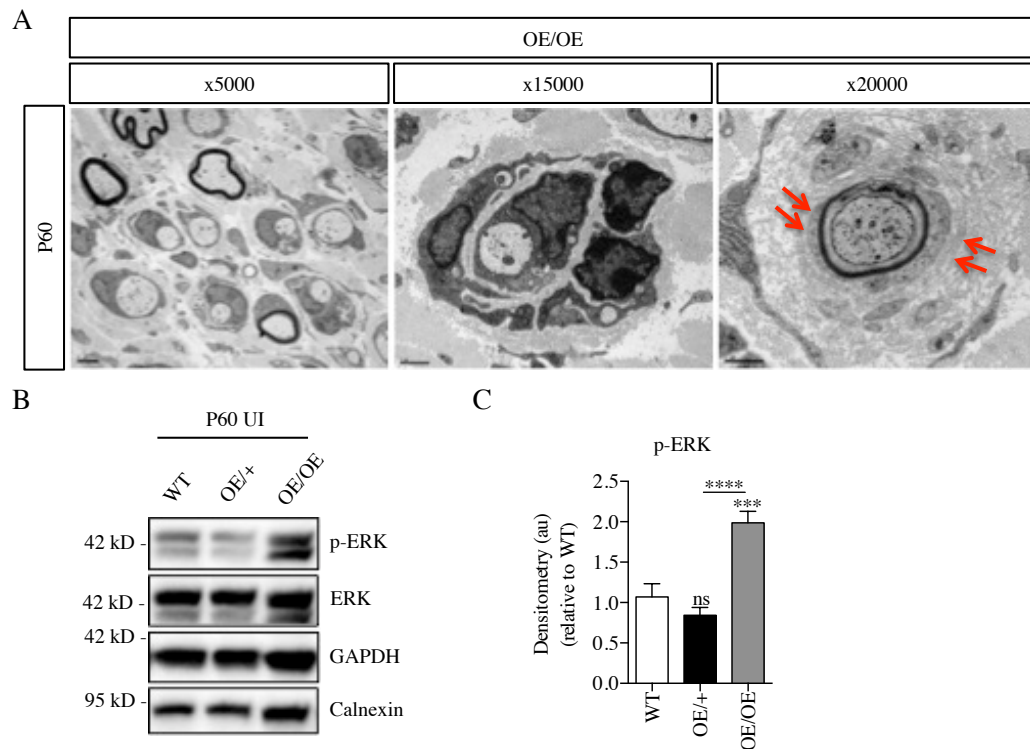 A
OE/OE
x5000 x15000 x20000
P60
B
P60 UI
WT OE/+ OE/OE
42 kD - p-ERK
42 kD - ERK
42 kD - GAPDH
95 kD - Calnexin
C
p-ERK
Densitometry (au)
(relative to WT)
2.5
2.0
1.5
1.0
0.5
0.0
****
***
ns
WT OE/+ OE/OE